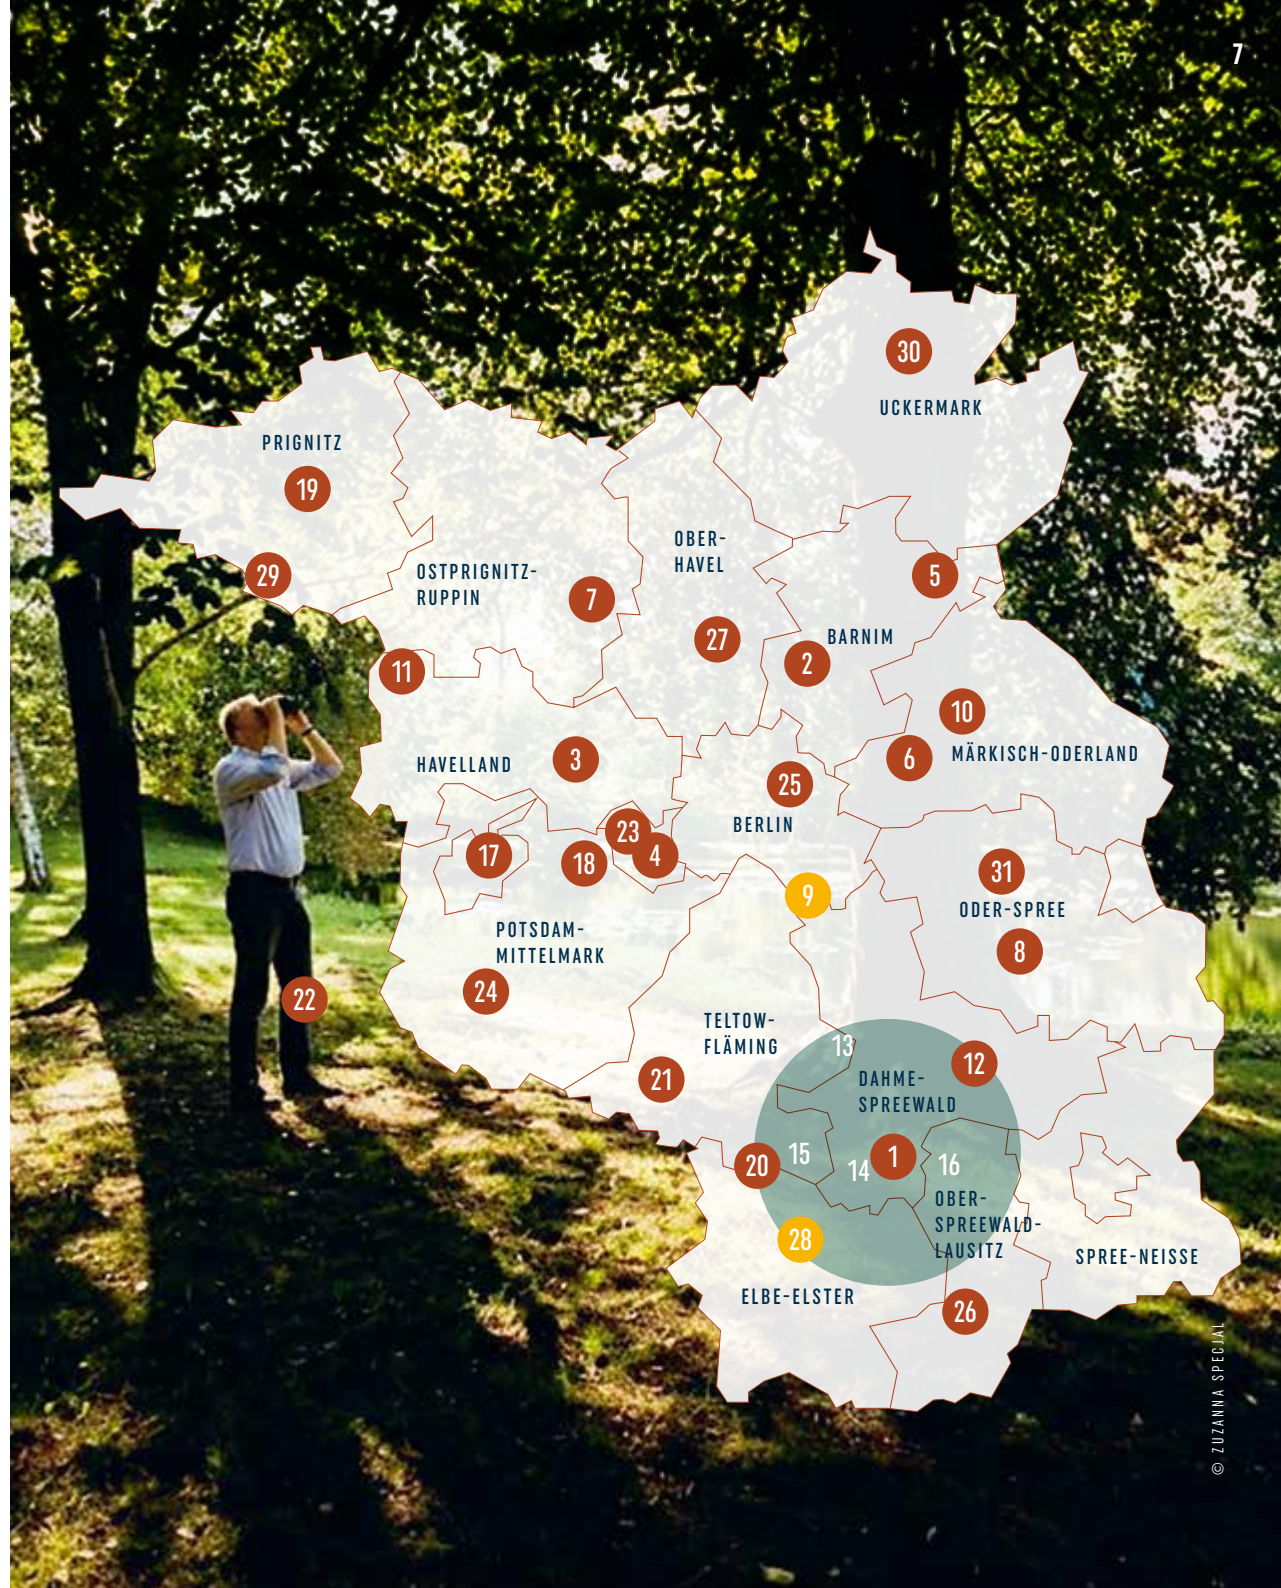 7
30
UCKERMARK
PRIGNITZ
19
29
OSTPRIGNITZ-
RUPPIN
7
OBER-
HAVEL
27
5
BARNIM
2
11
10
6
MÄRKISCH-ODERLAND
HAVELLAND
3
25
BERLIN
23
4
17
18
9
31
ODER-SPREE
8
POTSDAM-
MITTELMARK
24
22
TELTOW-
FLÄMING
21
13
12
DAHME-
SPREEWALD
20
15
14
1
16
OBER-
SPREEWALD-
LAUSITZ
28
SPREE-NEISSE
ELBE-ELSTER
26
© ZUZANNA SPECJAL